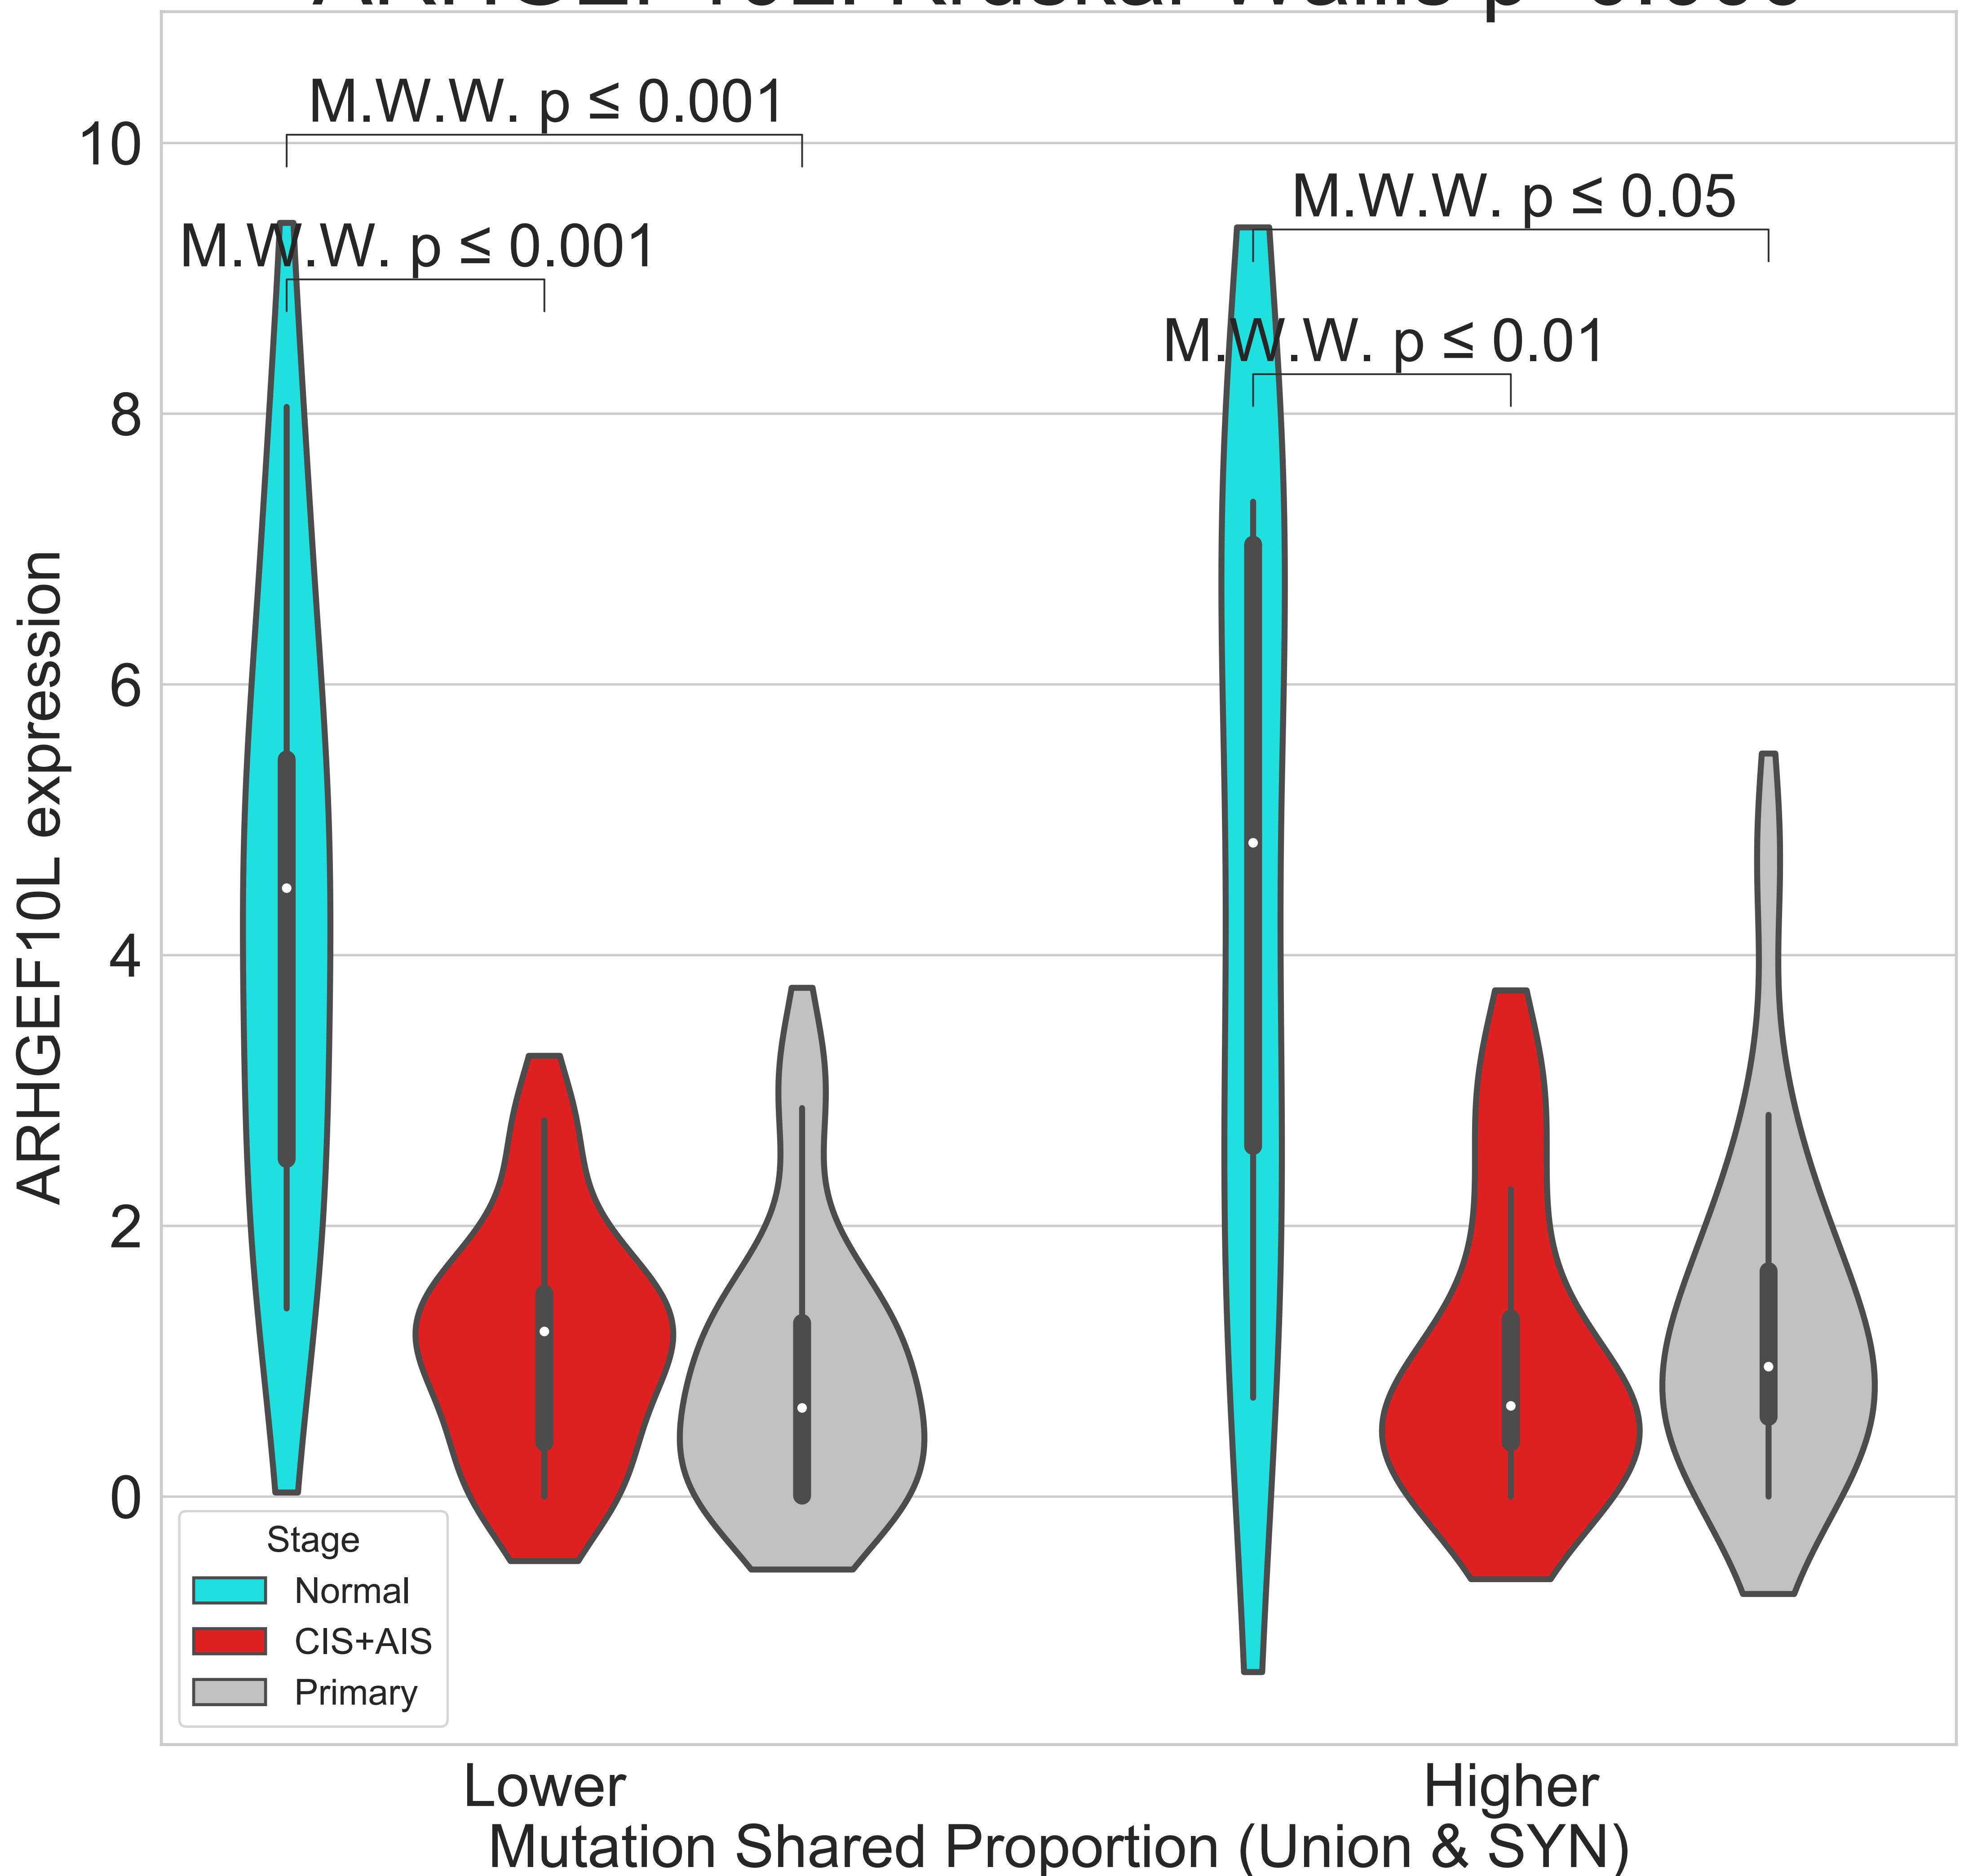 M.W.W. p ≤ 0.001
10
M.W.W. p ≤ 0.05
M.W.W. p ≤ 0.001
M.W.W. p ≤ 0.01
8
6
4
2
0
ARHGEF10L expression
Stage
Normal
CIS+AIS
Primary
Lower
Higher
Mutation Shared Proportion (Union & SYN)